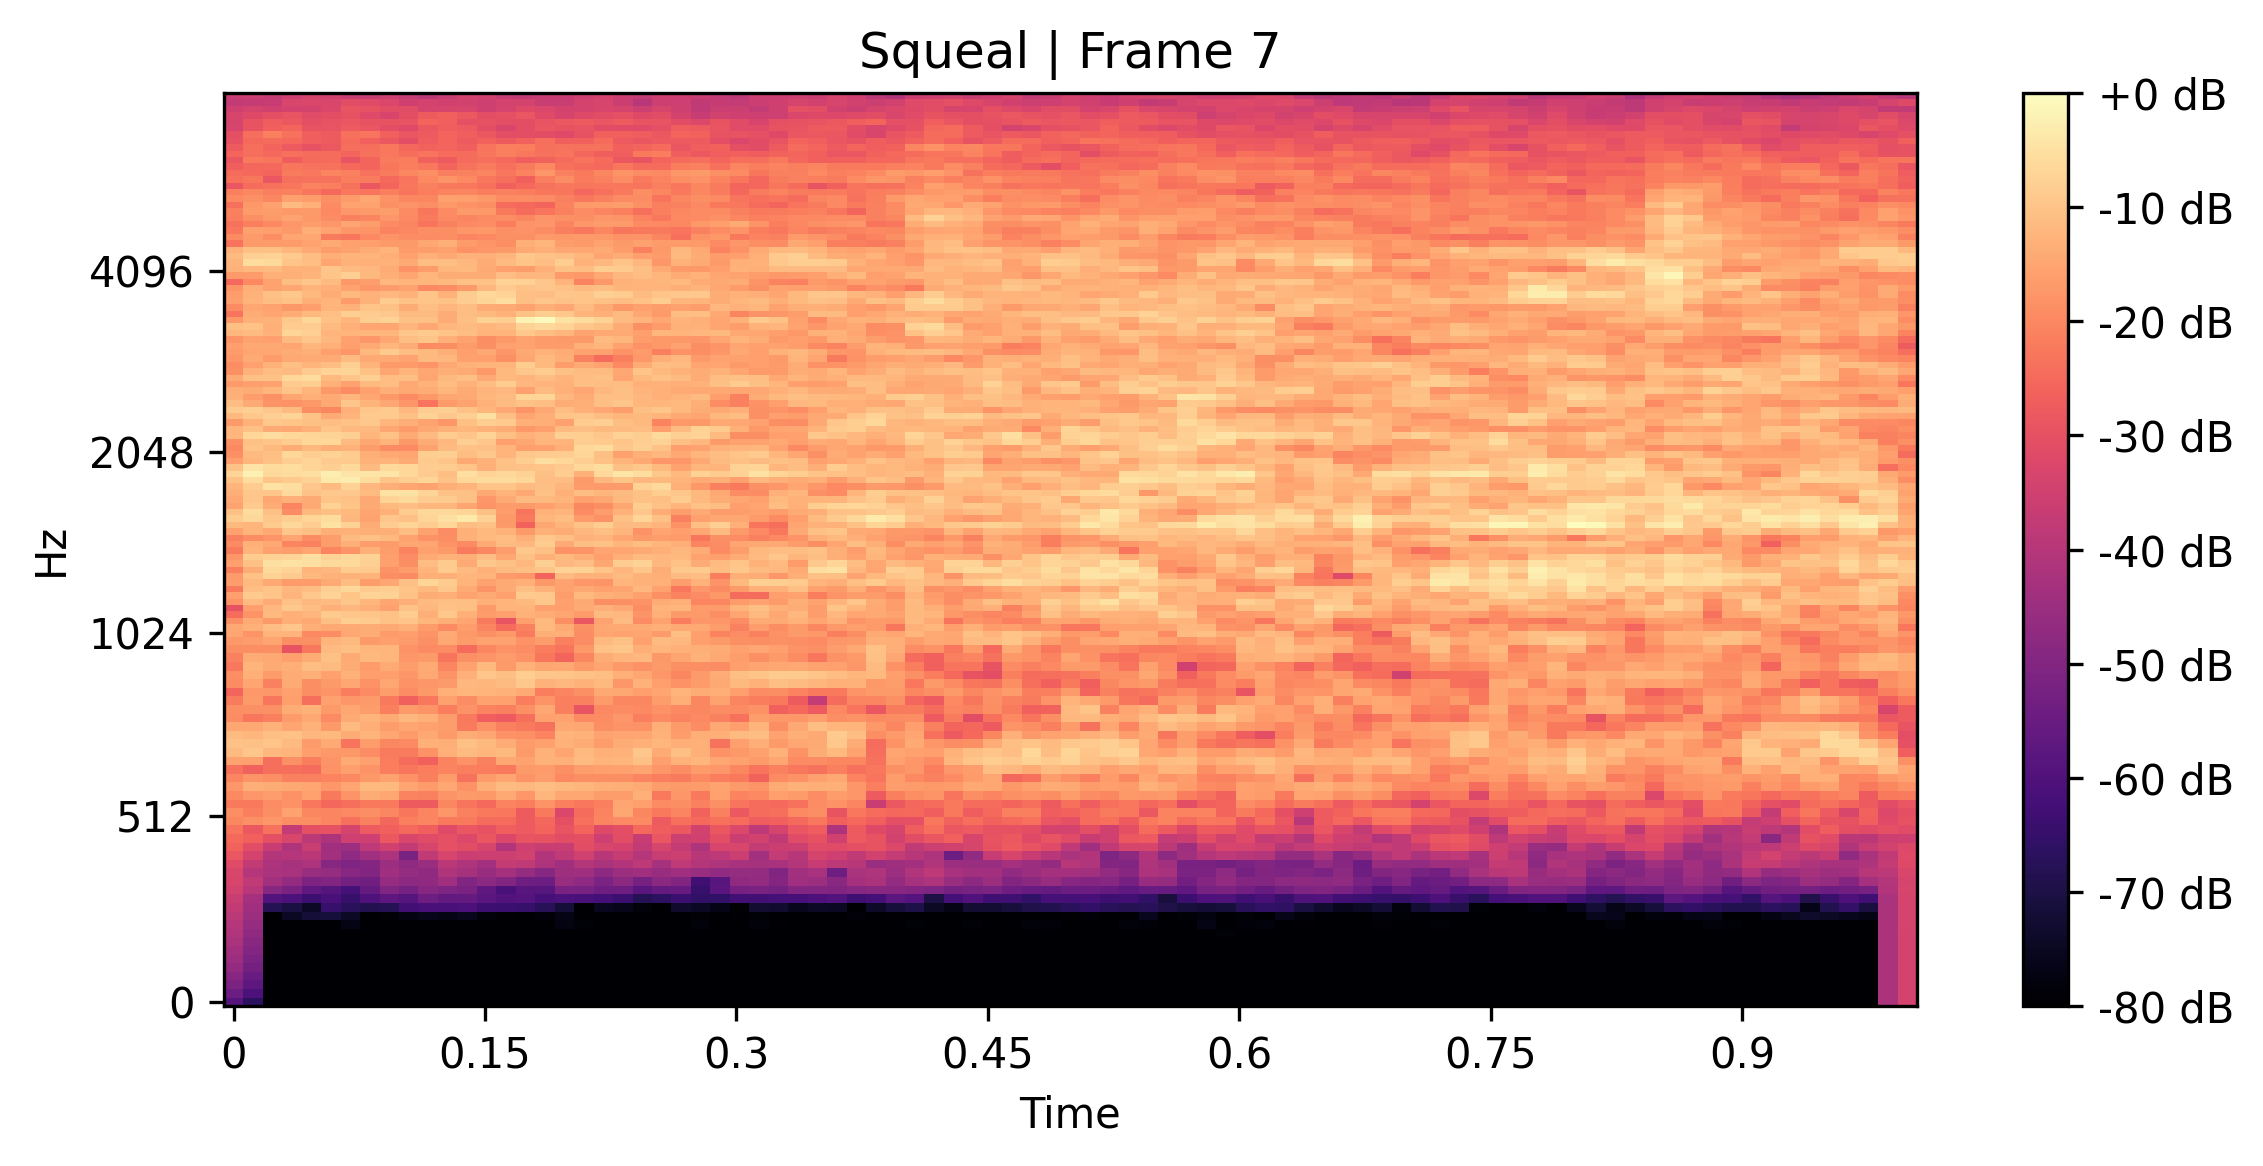 Squeal | Frame 7
+0 dB
-10 dB
-20 dB
-30 dB
-40 dB
-50 dB
-60 dB
-70 dB
-80 dB
Hz
4096
2048
1024
512
0
0 0.15 0.3 0.45 0.6 0.75 0.9
Time